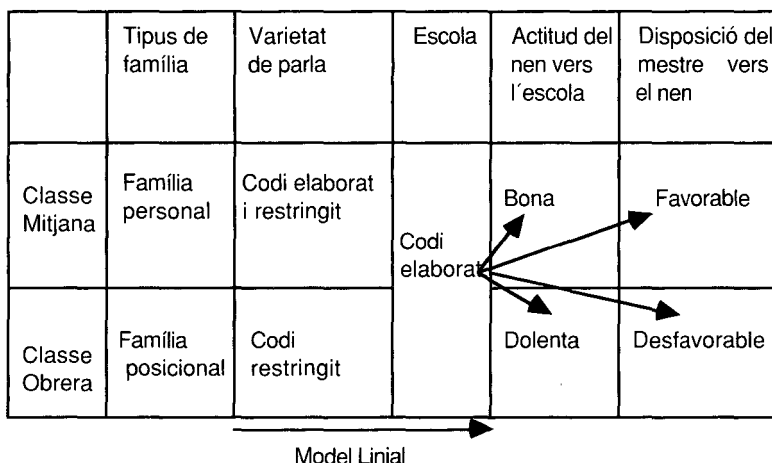 Tipus de
família
Varietat
de parla
Escola
Actitud del
nen vers
l´escola
Disposició del
mestre vers
el nen
Classe
Mitjana
Família
personal
Codi elaborat
i restringit
Codi
elaborat
Bona
Favorable
Classe
Obrera
Família
posicional
Codi
restringit
Dolenta
Desfavorable
Model Linial